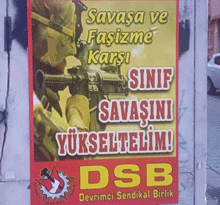 Savaşa ve
Faşizme
Karşı
SINIF
SAVAŞINI
YÜKSELTELİM!
DSB
Devrimci Sendikal Birlik